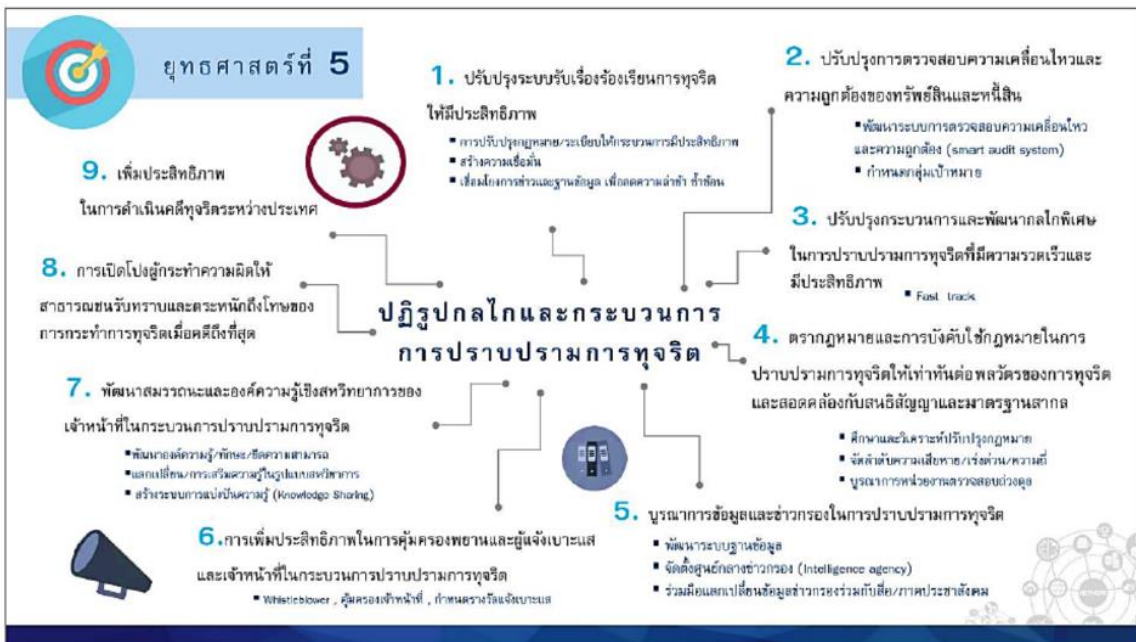 ยุทธศาสตร์ที่ 5
1. ปรับปรุงระบบรับเรื่องร้องเรียนการทุจริต
ให้มีประสิทธิภาพ
▪ การปรับปรุงกฎหมาย/ระเบียบให้กระบวนการมีประสิทธิภาพ
▪ สร้างความเชื่อมั่น
▪ เชื่อมโยงการข่าวและฐานข้อมูล เพื่อลดความล่าช้า ซ้ำซ้อน
2. ปรับปรุงการตรวจสอบความเคลื่อนไหวและ
ความถูกต้องของทรัพย์สินและหนี้สิน
▪พัฒนาระบบการตรวจสอบความเคลื่อนไหว
และความถูกต้อง (smart audit system)
▪ กำหนดกลุ่มเป้าหมาย
3. ปรับปรุงกระบวนการและพัฒนากลไกพิเศษ
ในการปราบปรามการทุจริตที่มีความรวดเร็วและ
มีประสิทธิภาพ
▪ Fast track
4. ตรากฎหมายและการบังคับใช้กฎหมายในการ
ปราบปรามการทุจริตให้เท่าทันต่อพลวัตรของการทุจริต
และสอดคล้องกับสนธิสัญญาและมาตรฐานสากล
▪ ศึกษาและวิเคราะห์ปรับปรุงกฎหมาย
▪ จัดลำดับความเสียหาย/เร่งด่วน/ความถี่
▪ บูรณาการหน่วยงานตรวจสอบถ่วงดุล
5. บูรณาการข้อมูลและข่าวกรองในการปราบปรามการทุจริต
▪ พัฒนาระบบฐานข้อมูล
▪ จัดตั้งศูนย์กลางข่าวกรอง (Intelligence agency)
▪ ร่วมมือแลกเปลี่ยนข้อมูลข่าวกรองร่วมกับสื่อ/ภาคประชาสังคม
6.การเพิ่มประสิทธิภาพในการคุ้มครองพยานและผู้แจ้งเบาะแส
และเจ้าหน้าที่ในกระบวนการปราบปรามการทุจริต
▪ Whistleblower , คุ้มครองเจ้าหน้าที่ , กำหนดรางวัลแจ้งเบาะแส
7. พัฒนาสมรรถนะและองค์ความรู้เชิงสหวิทยาการของ
เจ้าหน้าที่ในกระบวนการปราบปรามการทุจริต
▪พัฒนาองค์ความรู้/ทักษะ/ขีดความสามารถ
▪แลกเปลี่ยน/การเสริมความรู้ในรูปแบบสหวิทยาการ
▪ สร้างระบบการแบ่งปันความรู้ (Knowledge Sharing)
8. การเปิดโปงผู้กระทำความผิดให้
สาธารณชนรับทราบและตระหนักถึงโทษของ
การกระทำการทุจริตเมื่อคดีถึงที่สุด
9. เพิ่มประสิทธิภาพ
ในการดำเนินคดีทุจริตระหว่างประเทศ
ปฏิรูปกลไกและกระบวนการ
การปราบปรามการทุจริต